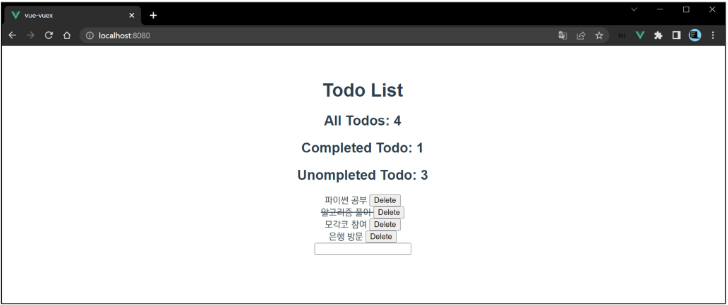 vue-vuex
localhost:8080
Todo List
All Todos: 4
Completed Todo: 1
Unompleted Todo: 3
파이썬 공부 Delete
알고리즘 풀이 Delete
모각코 참여 Delete
은행 방문 Delete